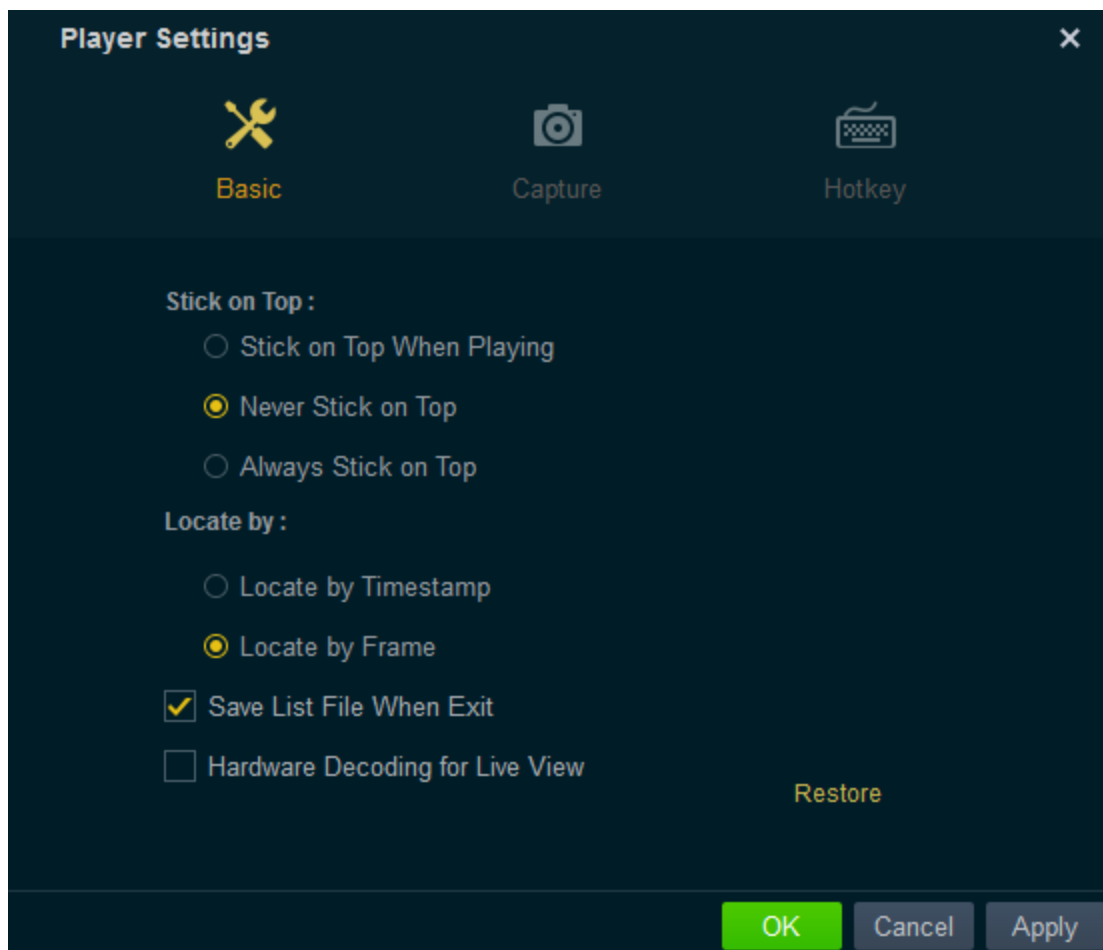 Player Settings
Basic
Capture
Hotkey
Stick on Top :
Stick on Top When Playing
Never Stick on Top
Always Stick on Top
Locate by :
Locate by Timestamp
Locate by Frame
Save List File When Exit
Hardware Decoding for Live View
Restore
OK
Cancel
Apply